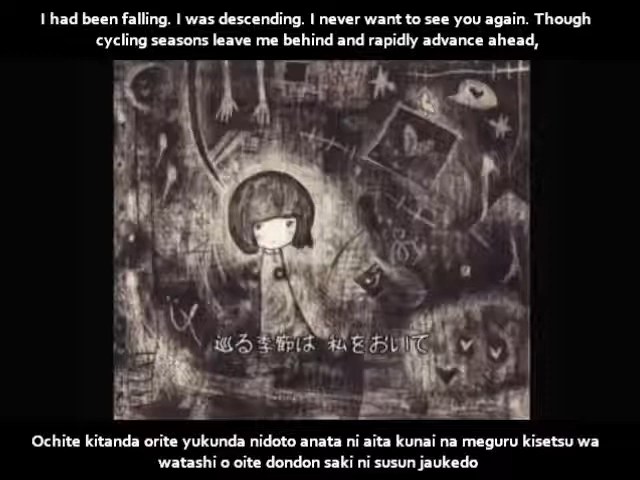 I had been falling. I was descending. I never want to see you again. Though
cycling seasons leave me behind and rapidly advance ahead,
巡る季節は 私をおいて
Ochite kitanda orite yukunda nidoto anata ni aita kunai na meguru kisetsu wa
watashi o oite dondon saki ni susun jaukedo